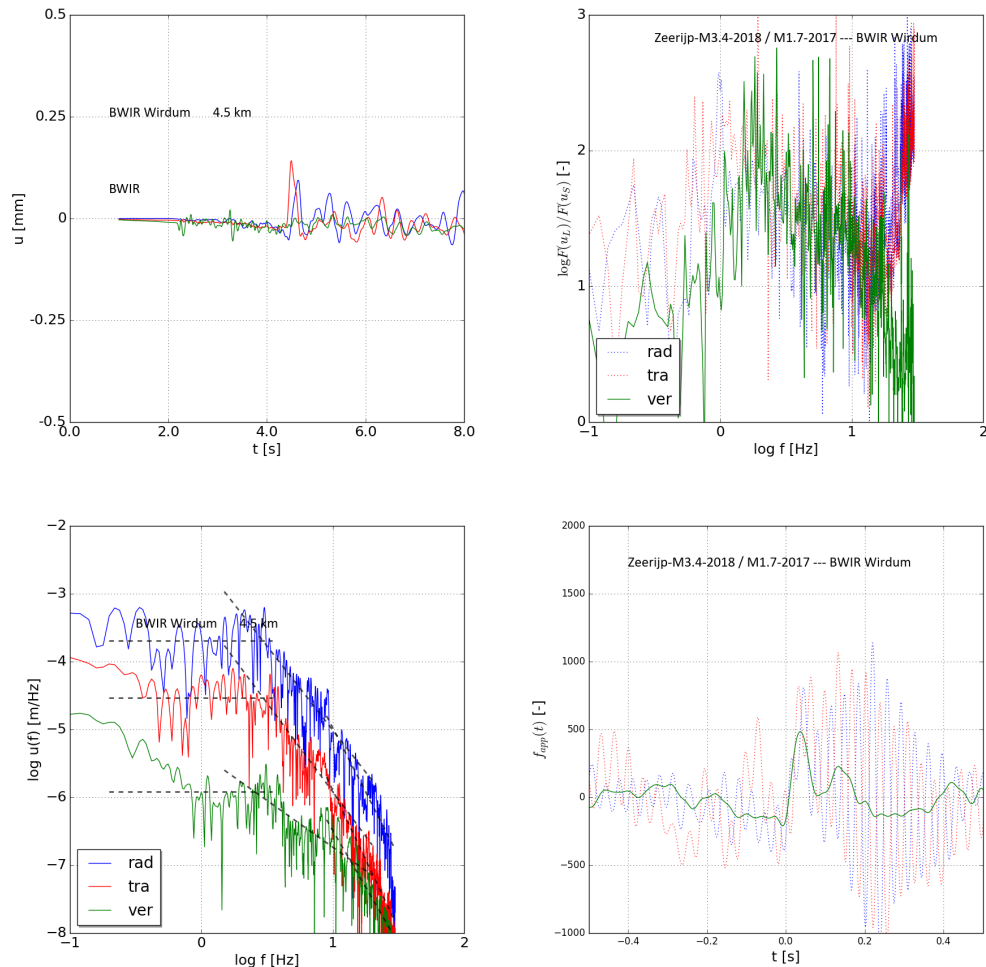 0.5
0.25
0
-0.25
-0.5
u [mm]
BWIR Wirdum 4.5 km
BWIR
0.0 2.0 4.0 6.0 8.0
t [s]
3
2
1
0
logF(u_L)/F(u_S) [-]
Zeerijp-M3.4-2018 / M1.7-2017 --- BWIR Wirdum
rad
tra
ver
−1 0 1 2
log f [Hz]
−2
−3
−4
−5
−6
−7
−8
log u(f) [m/Hz]
BWIR Wirdum 4.5 km
rad
tra
ver
−1 0 1 2
log f [Hz]
2000
1500
1000
500
0
−500
−1000
f_app(t) [-]
Zeerijp-M3.4-2018 / M1.7-2017 --- BWIR Wirdum
−0.4 −0.2 0.0 0.2 0.4
t [s]